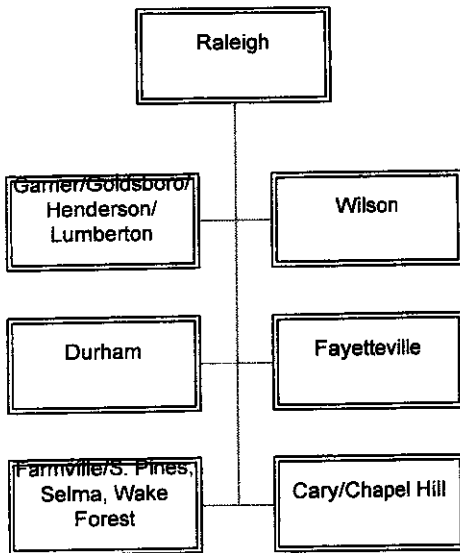 Raleigh
Garner/Goldsboro/
Henderson/
Lumberton
Wilson
Durham
Fayetteville
Farmville/S. Pines,
Selma, Wake
Forest
Cary/Chapel Hill